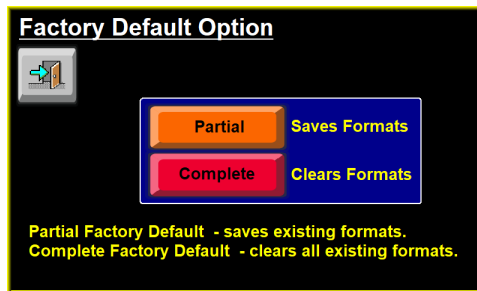 Factory Default Option
Partial Saves Formats
Complete Clears Formats
Partial Factory Default - saves existing formats.
Complete Factory Default - clears all existing formats.